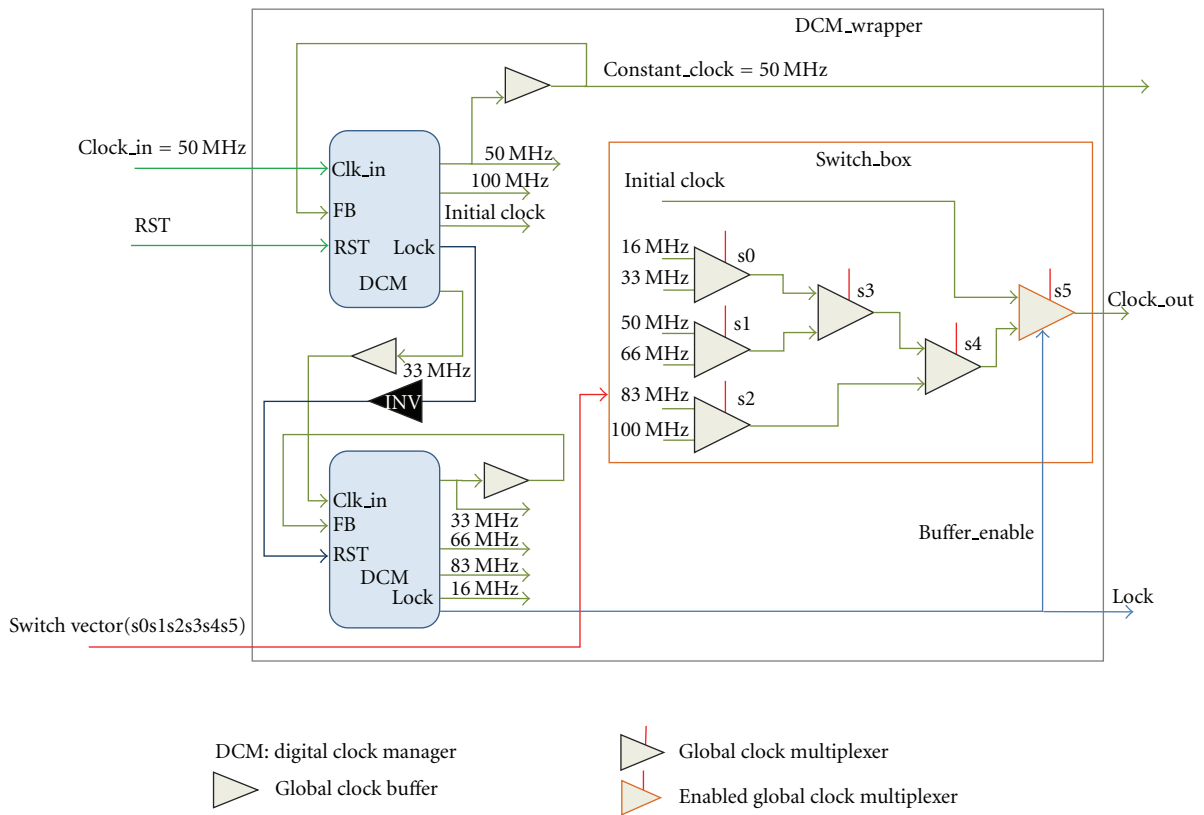 DCM_wrapper
Constant_clock = 50 MHz
Clock_in = 50 MHz
Clk_in
50 MHz
100 MHz
FB
Initial clock
RST
RST
Lock
DCM
33 MHz
INV
Switch_box
Initial clock
16 MHz
s0
33 MHz
s3
s5
Clock_out
50 MHz
s1
66 MHz
s4
83 MHz
s2
100 MHz
Clk_in
FB
33 MHz
RST
66 MHz
DCM
83 MHz
Lock
16 MHz
Buffer_enable
Lock
Switch vector(s0s1s2s3s4s5)
DCM: digital clock manager
Global clock buffer
Global clock multiplexer
Enabled global clock multiplexer